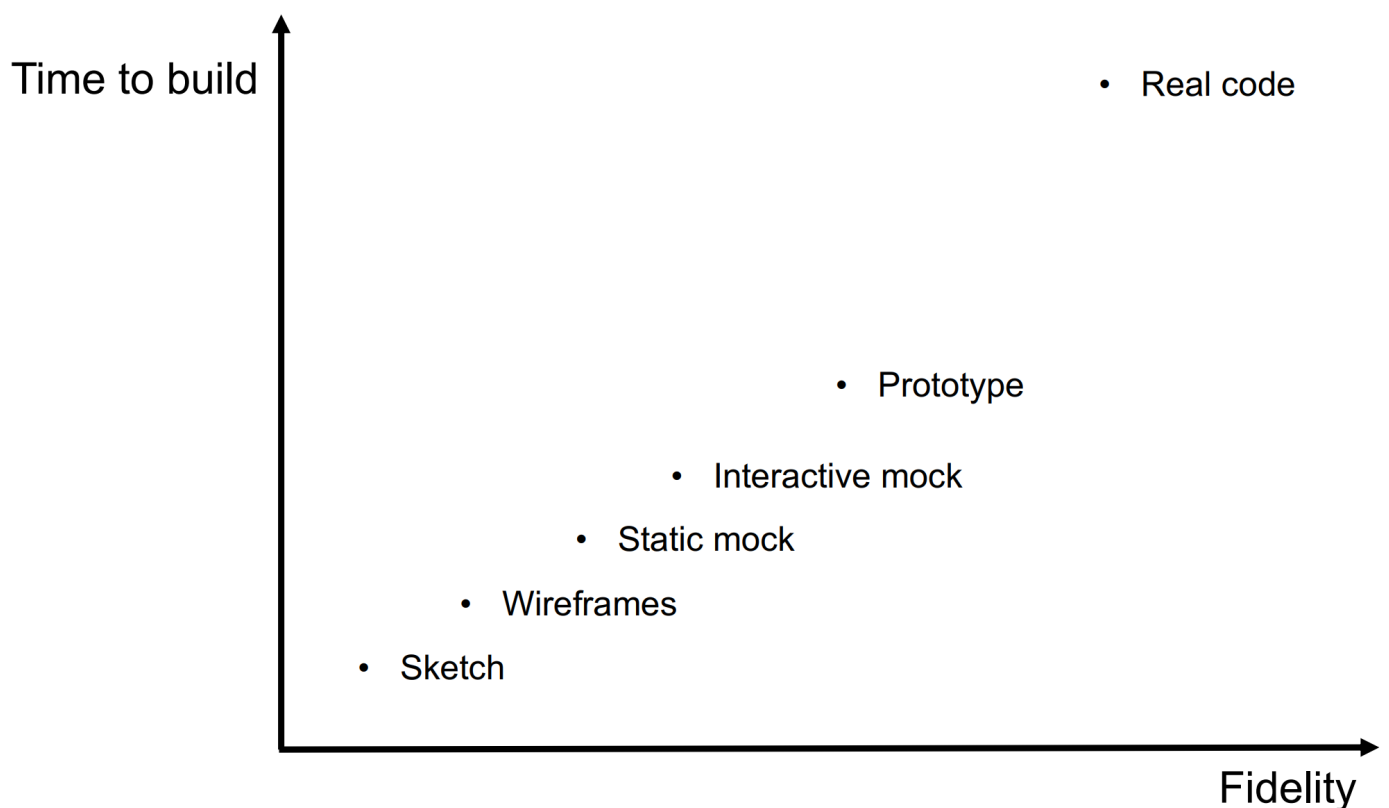 Time to build
• Real code
• Prototype
• Interactive mock
• Static mock
• Wireframes
• Sketch
Fidelity